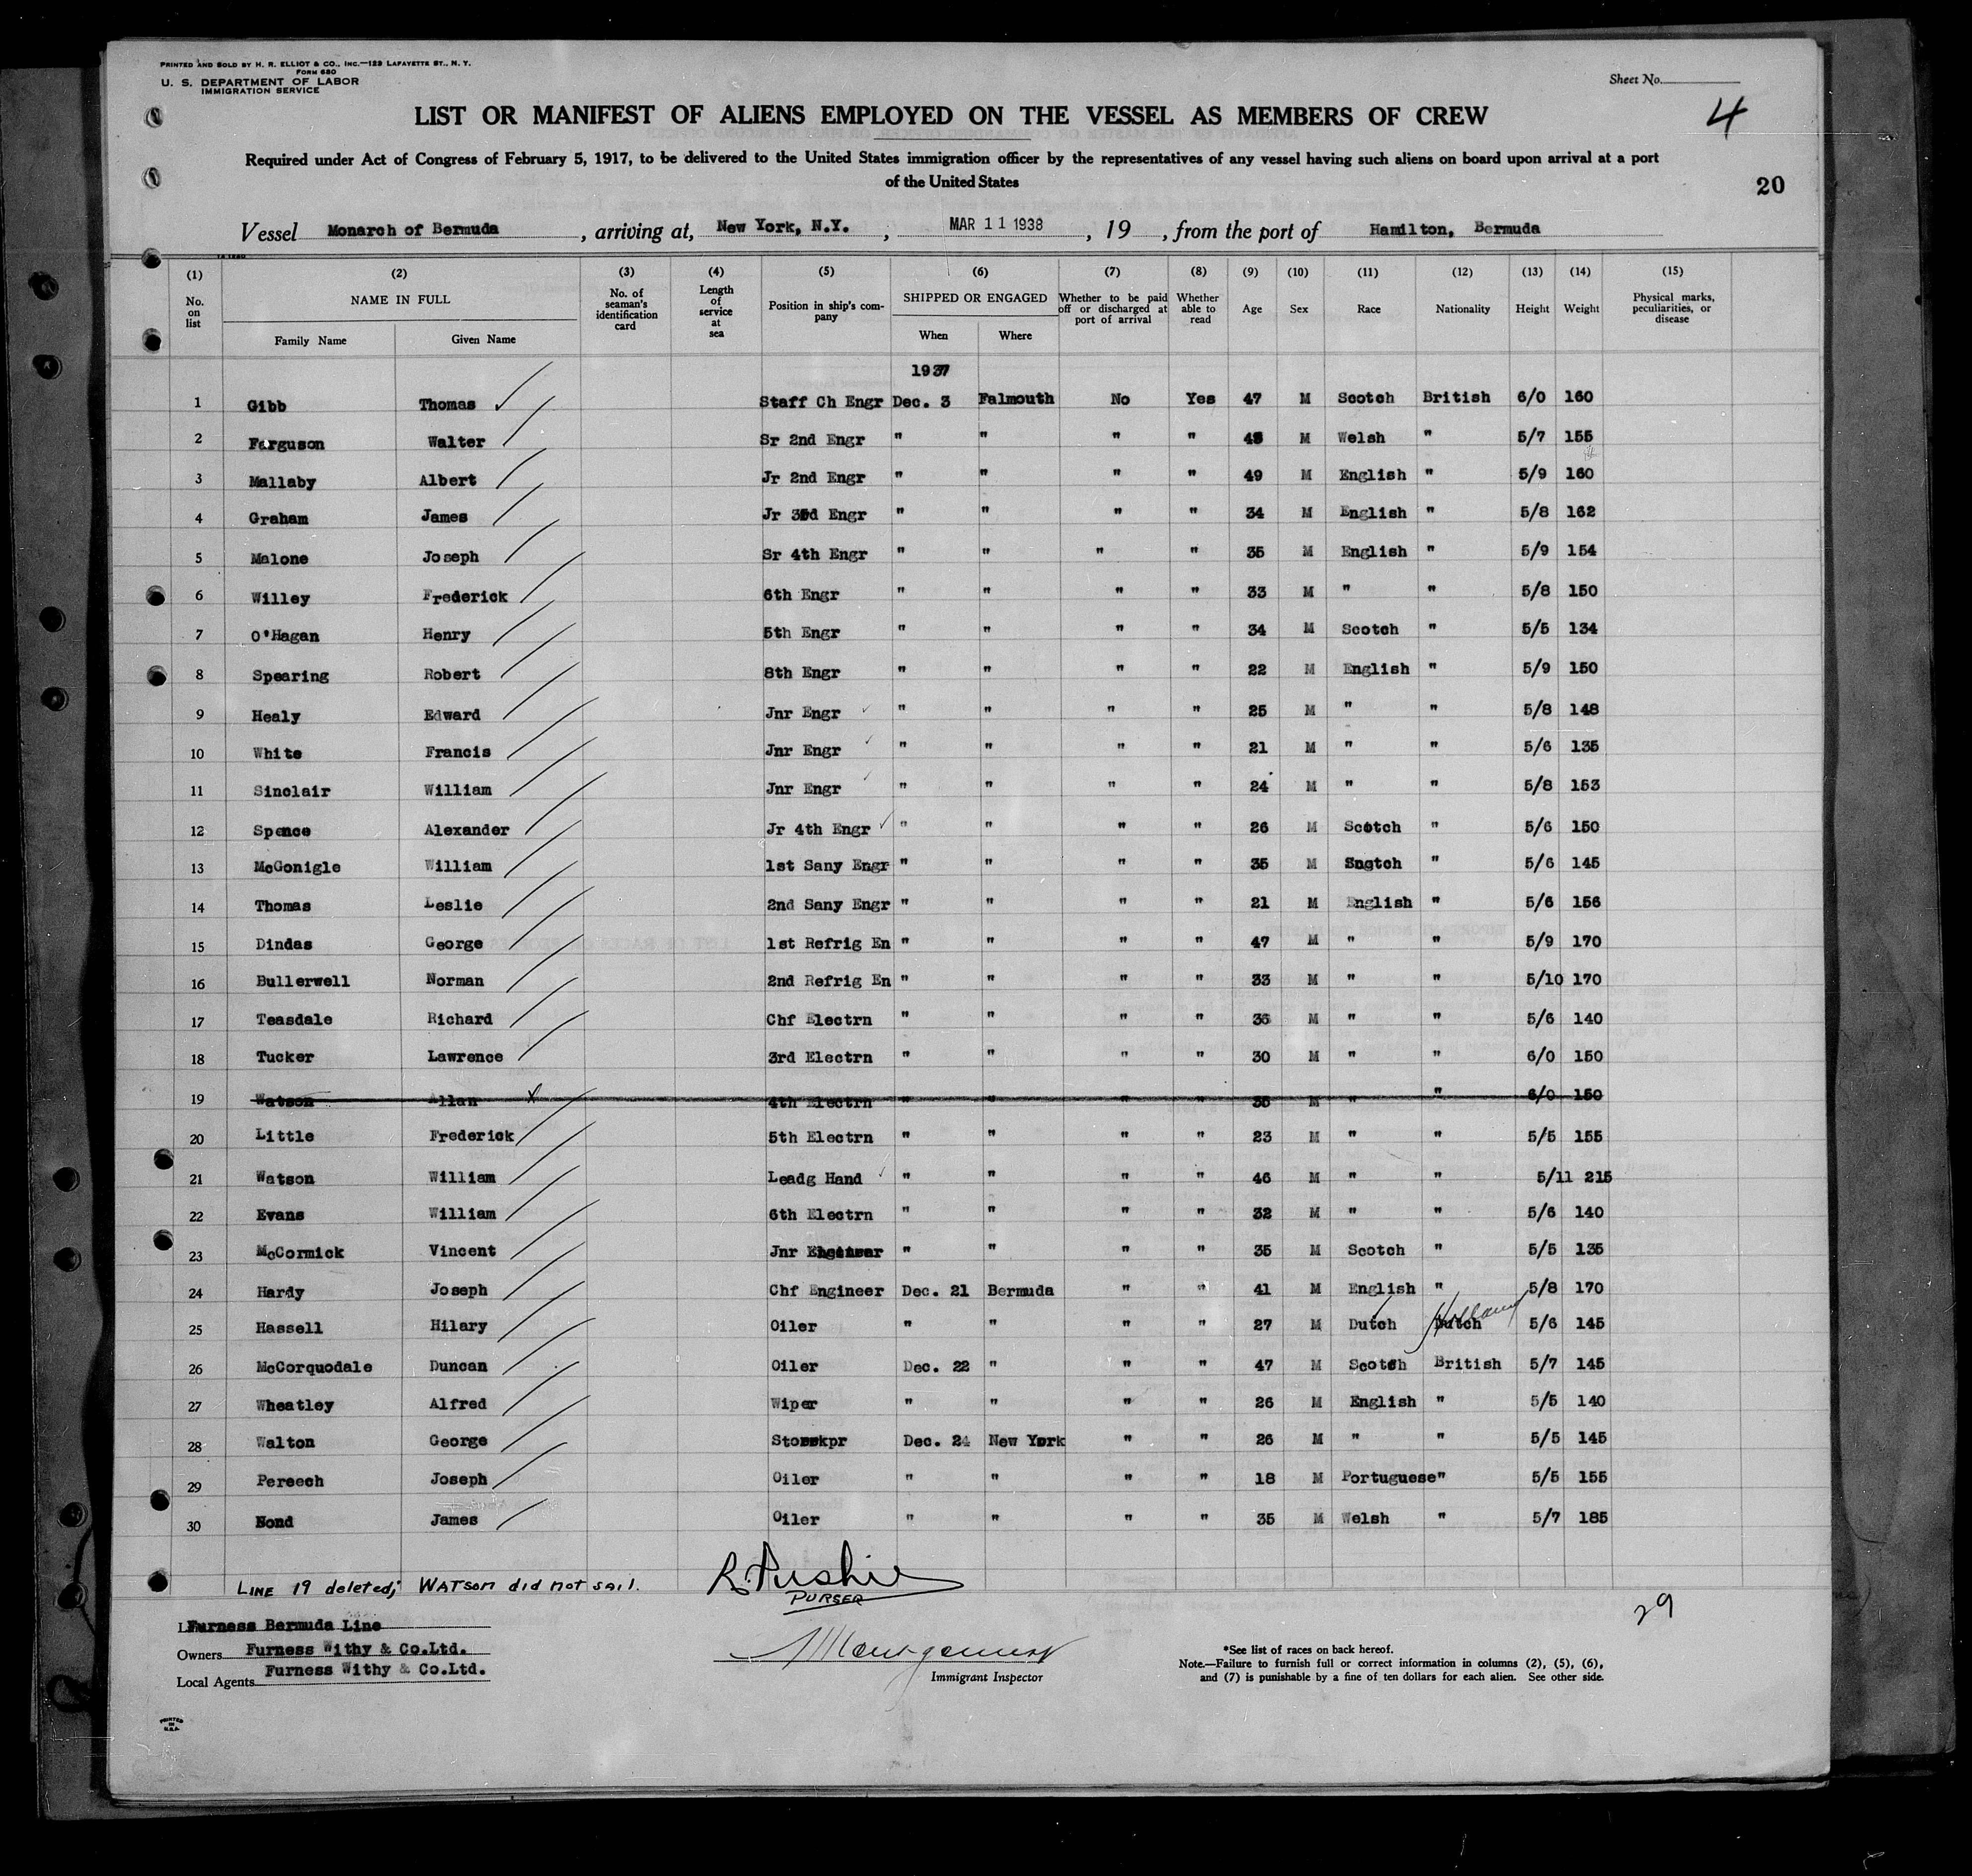 PRINTED AND SOLD BY H. R. ELLIOT & CO., INC.—123 LAFAYETTE ST., N. Y.
FORM 680
U. S. DEPARTMENT OF LABOR
IMMIGRATION SERVICE
Sheet No.
4
LIST OR MANIFEST OF ALIENS EMPLOYED ON THE VESSEL AS MEMBERS OF CREW
Required under Act of Congress of February 5, 1917, to be delivered to the United States immigration officer by the representatives of any vessel having such aliens on board upon arrival at a port
of the United States
20
Vessel Monarch of Bermuda , arriving at, New York, N.Y. , MAR 11 1938 , 19 , from the port of Hamilton, Bermuda
(1) (2) (3) (4) (5) (6) (7) (8) (9) (10) (11) (12) (13) (14) (15)
No. on list NAME IN FULL Family Name Given Name No. of seaman's identification card Length of service at sea Position in ship's company SHIPPED OR ENGAGED When Where Whether to be paid off or discharged at port of arrival Whether able to read Age Sex Race Nationality Height Weight Physical marks, peculiarities, or disease
1937
1 Gibb Thomas Staff Ch Engr Dec. 3 Falmouth No Yes 47 M Scotch British 6/0 160
2 Ferguson Walter Sr 2nd Engr " " " " M Welsh " 5/7 155
3 Mallaby Albert Jr 2nd Engr " " " " 49 M English " 5/9 160
4 Graham James Jr 3rd Engr " " " " 34 M English " 5/8 162
5 Malone Joseph Sr 4th Engr " " " " 35 M English " 5/9 154
6 Willey Frederick 6th Engr " " " " 33 M " " 5/8 150
7 O'Hagan Henry 5th Engr " " " " 34 M Scotch " 5/5 134
8 Spearing Robert 8th Engr " " " " 22 M English " 5/9 150
9 Healy Edward Jnr Engr " " " " 25 M " " 5/8 148
10 White Francis Jnr Engr " " " " 21 M " " 5/6 135
11 Sinclair William Jnr Engr " " " " 24 M " " 5/8 153
12 Spence Alexander Jr 4th Engr " " " " 26 M Scotch " 5/6 150
13 McGonigle William 1st Sany Engr " " " " 35 M " 5/6 145
14 Thomas Leslie 2nd Sany Engr " " " " 21 M English " 5/6 156
15 Dindas George 1st Refrig En " " " " 47 M " " 5/9 170
16 Bullerwell Norman 2nd Refrig En " " " " 33 M " " 5/10 170
17 Teasdale Richard Chf Electrn " " " " 36 M " " 5/6 140
18 Tucker Lawrence 3rd Electrn " " " " 30 M " " 6/0 150
19 Watson Allan x 4th Electrn " " " " 35 M " " 6/0 150
20 Little Frederick 5th Electrn " " " " 23 M " " 5/5 155
21 Watson William Leadg Hand " " " " 46 M " " 5/11 215
22 Evans William 6th Electrn " " " " 32 M " " 5/6 140
23 McCormick Vincent Jnr Engineer " " " " 35 M Scotch " 5/5 135
24 Hardy Joseph Chf Engineer Dec. 21 Bermuda " " 41 M English " 5/8 170
25 Hassell Hilary Oiler " " " " 27 M Dutch Dutch Holland 5/6 145
26 McCorquodale Duncan Oiler Dec. 22 " " " 47 M Scotch British 5/7 145
27 Wheatley Alfred Wiper " " " " 26 M English " 5/5 140
28 Walton George Dec. 24 New York " " 26 M " " 5/5 145
29 Pereech Joseph Oiler " " " " 18 M Portuguese " 5/5 155
30 James Oiler " " " " 35 M Welsh " 5/7 185
LINE 19 deleted; WATSON did not sail.
R. Pushie
PURSER
29
Furness Bermuda Line
Owners Furness Withy & Co.Ltd.
Local Agents Furness Withy & Co.Ltd.
Montgomery
Immigrant Inspector
*See list of races on back hereof.
Note.—Failure to furnish full or correct information in columns (2), (5), (6),
and (7) is punishable by a fine of ten dollars for each alien. See other side.
PRINTED
IN
U.S.A.